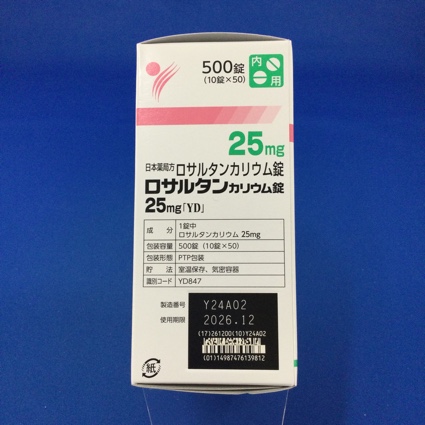 500錠
(10錠×50)
内
用
25mg
日本薬局方 ロサルタンカリウム錠
ロサルタンカリウム錠
25mg「YD」
成分 1錠中
ロサルタンカリウム 25mg
包装容量 500錠(10錠×50)
包装形態 PTP包装
貯法 室温保存、気密容器
識別コード YD847
製造番号 Y24A02
使用期限 2026.12
(17)261200(10)Y24A02
(01)14987476139812
紙